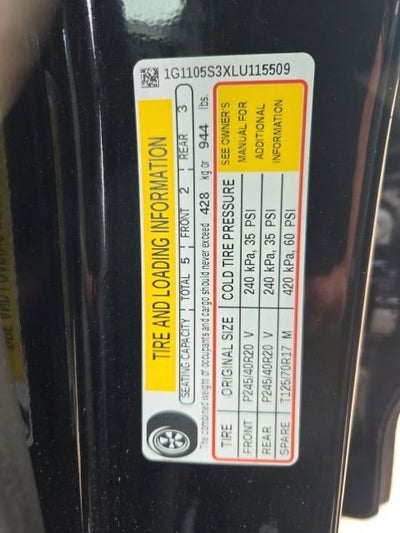 1G1105S3XLU115509
TIRE AND LOADING INFORMATION
SEATING CAPACITY | TOTAL 5 | FRONT 2 | REAR 3
The combined weight of occupants and cargo should never exceed 428 kg or 944 lbs.
TIRE ORIGINAL SIZE COLD TIRE PRESSURE
FRONT P245/40R20 V 240 kPa, 35 PSI
REAR P245/40R20 V 240 kPa, 35 PSI
SPARE T125/70R17 M 420 kPa, 60 PSI
SEE OWNER'S
MANUAL FOR
ADDITIONAL
INFORMATION